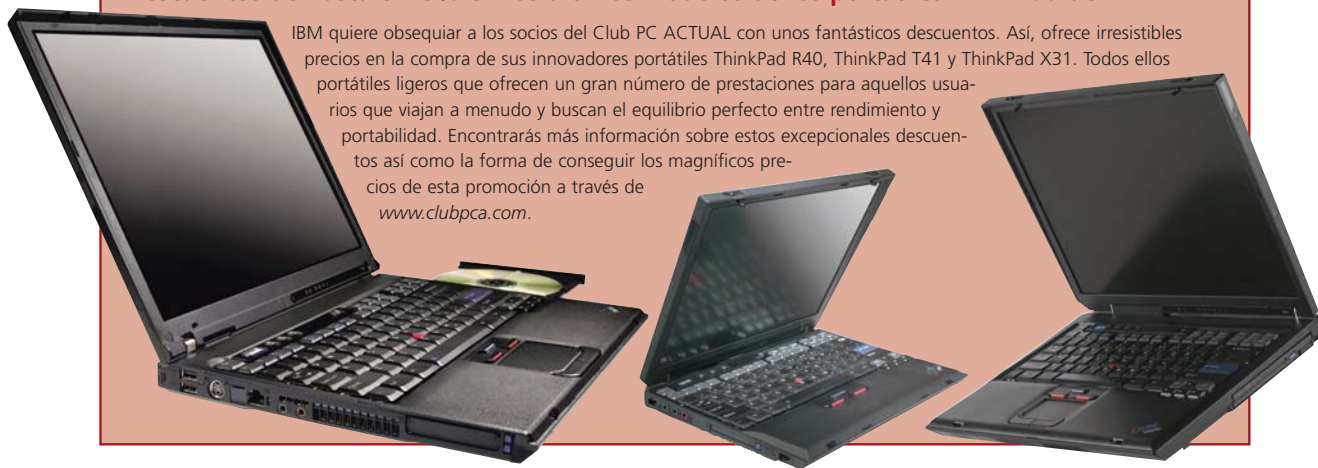 IBM quiere obsequiar a los socios del Club PC ACTUAL con unos fantásticos descuentos. Así, ofrece irresistibles
precios en la compra de sus innovadores portátiles ThinkPad R40, ThinkPad T41 y ThinkPad X31. Todos ellos
portátiles ligeros que ofrecen un gran número de prestaciones para aquellos usua-
rios que viajan a menudo y buscan el equilibrio perfecto entre rendimiento y
portabilidad. Encontrarás más información sobre estos excepcionales descuen-
tos así como la forma de conseguir los magníficos pre-
cios de esta promoción a través de
www.clubpca.com.